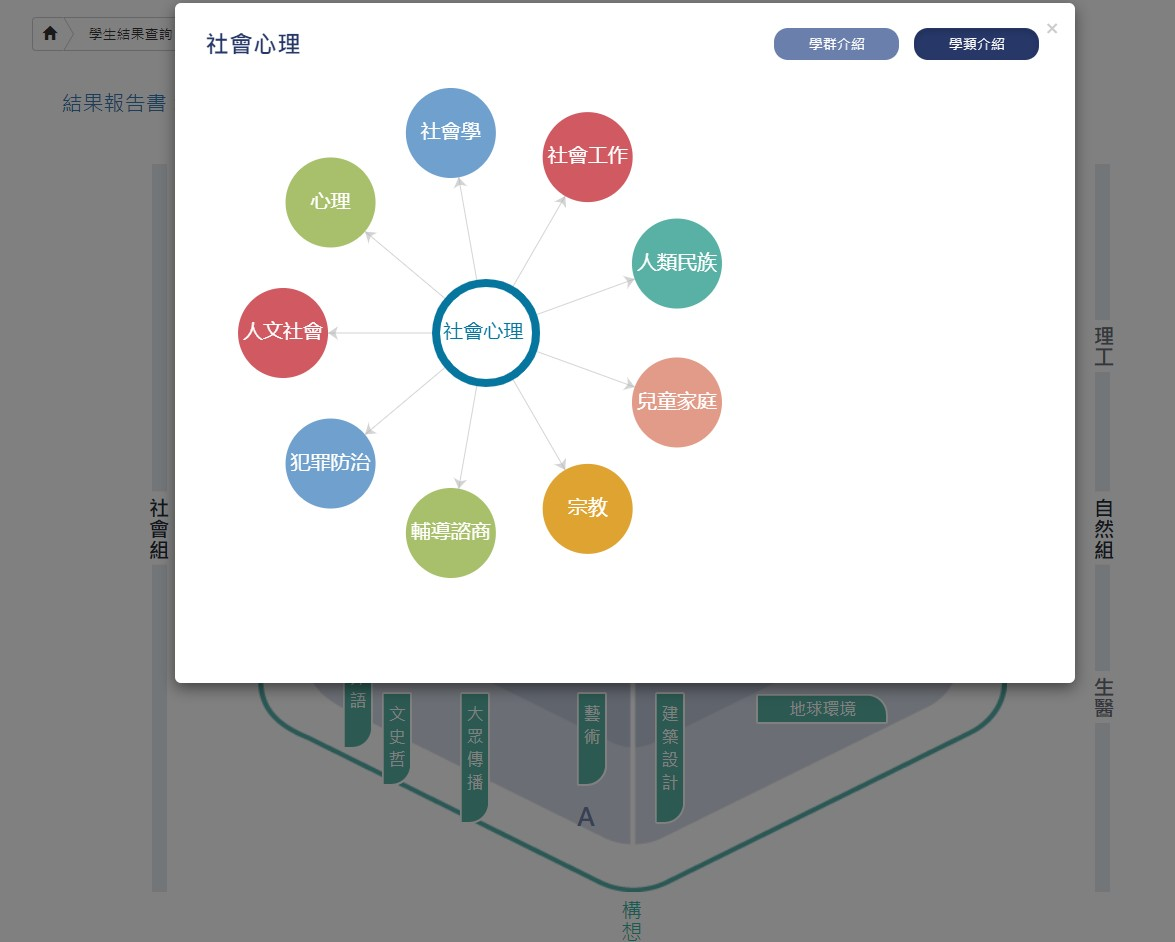 學生結果查詢
結果報告書
社會心理
學群介紹
學類介紹
×
社會學
社會工作
心理
人類民族
人文社會
社會心理
兒童家庭
犯罪防治
宗教
輔導諮商
社會組
理工
自然組
生醫
語
文史哲
大眾傳播
藝術
建築設計
地球環境
A
構想